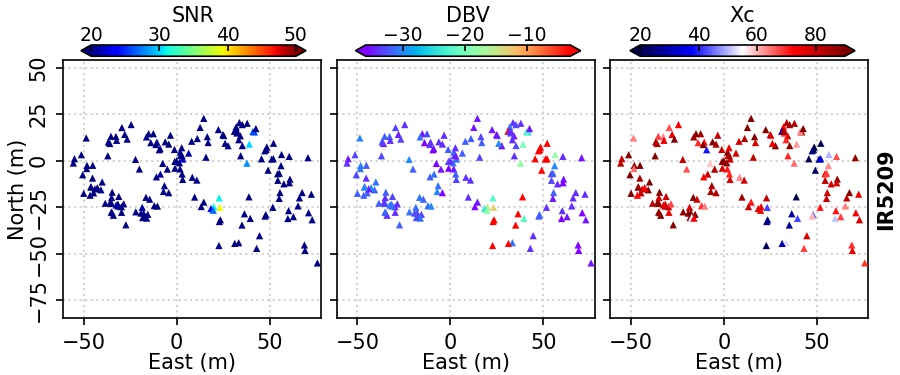 SNR DBV Xc
20 30 40 50 −30 −20 −10 20 40 60 80
50
25
0
−25
−50
−75
North (m)
IR5209
−50 0 50 −50 0 50 −50 0 50
East (m) East (m) East (m)